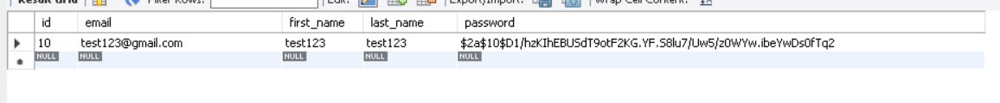 Result Grid Filter Rows: Edit: Export/Import: Wrap Cell Content:
id email first_name last_name password
10 test123@gmail.com test123 test123 $2a$10$D1/hzKIhEBUSdT9otF2KG.YF.S8lu7/Uw5/z0WYw.ibeYwDs0fTq2
NULL NULL NULL NULL NULL